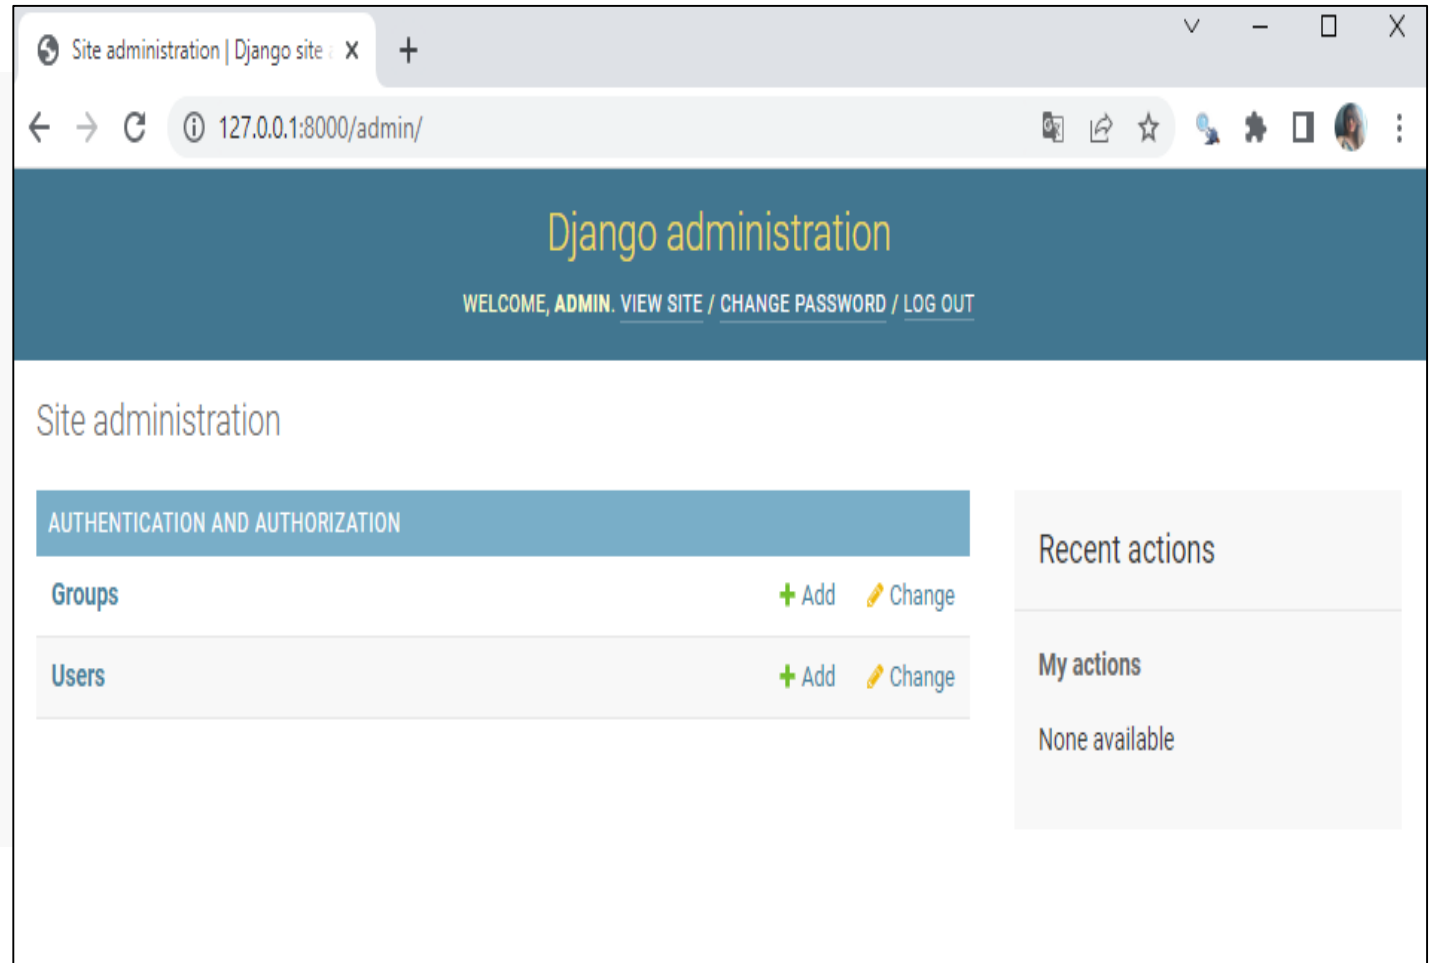 Site administration | Django site
127.0.0.1:8000/admin/
Django administration
WELCOME, ADMIN. VIEW SITE / CHANGE PASSWORD / LOG OUT
Site administration
AUTHENTICATION AND AUTHORIZATION
Groups + Add Change
Users + Add Change
Recent actions
My actions
None available